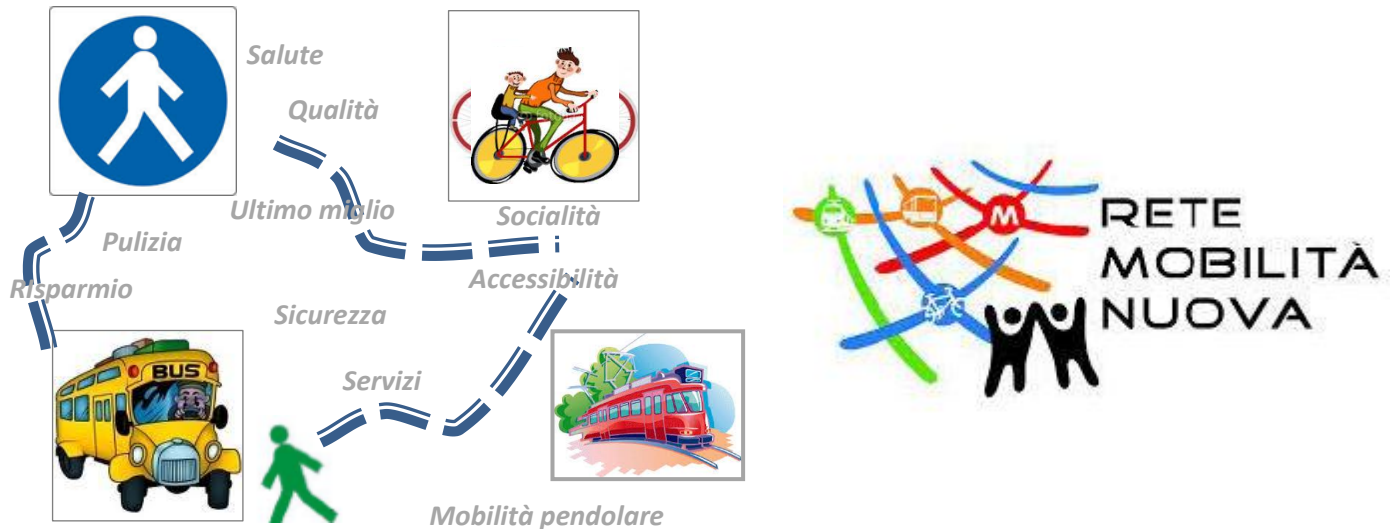 Salute
Qualità
Ultimo miglio
Socialità
Pulizia
Accessibilità
Risparmio
Sicurezza
BUS
Servizi
Mobilità pendolare
M
RETE
MOBILITÀ
NUOVA